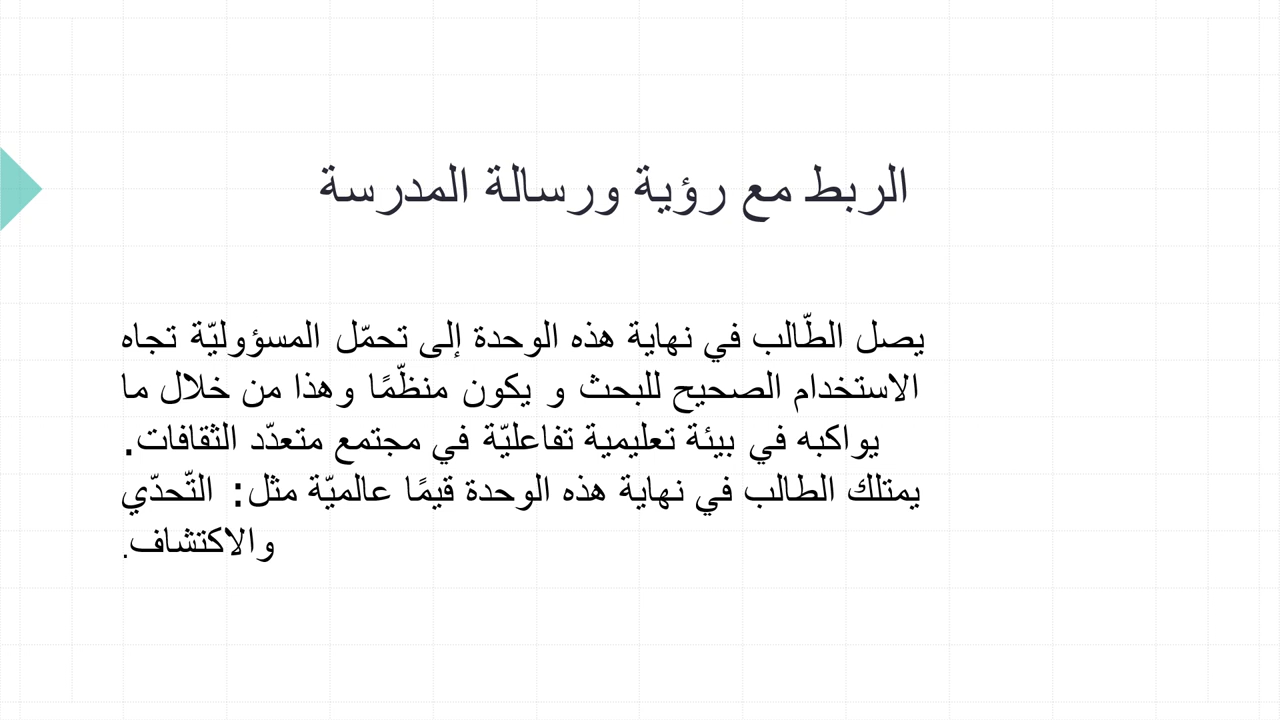 الربط مع رؤية ورسالة المدرسة
يصل الطّالب في نهاية هذه الوحدة إلى تحمّل المسؤوليّة تجاه
الاستخدام الصحيح للبحث و يكون منظّمًا وهذا من خلال ما
يواكبه في بيئة تعليمية تفاعليّة في مجتمع متعدّد الثقافات.
يمتلك الطالب في نهاية هذه الوحدة قيمًا عالميّة مثل: التّحدّي
والاكتشاف.